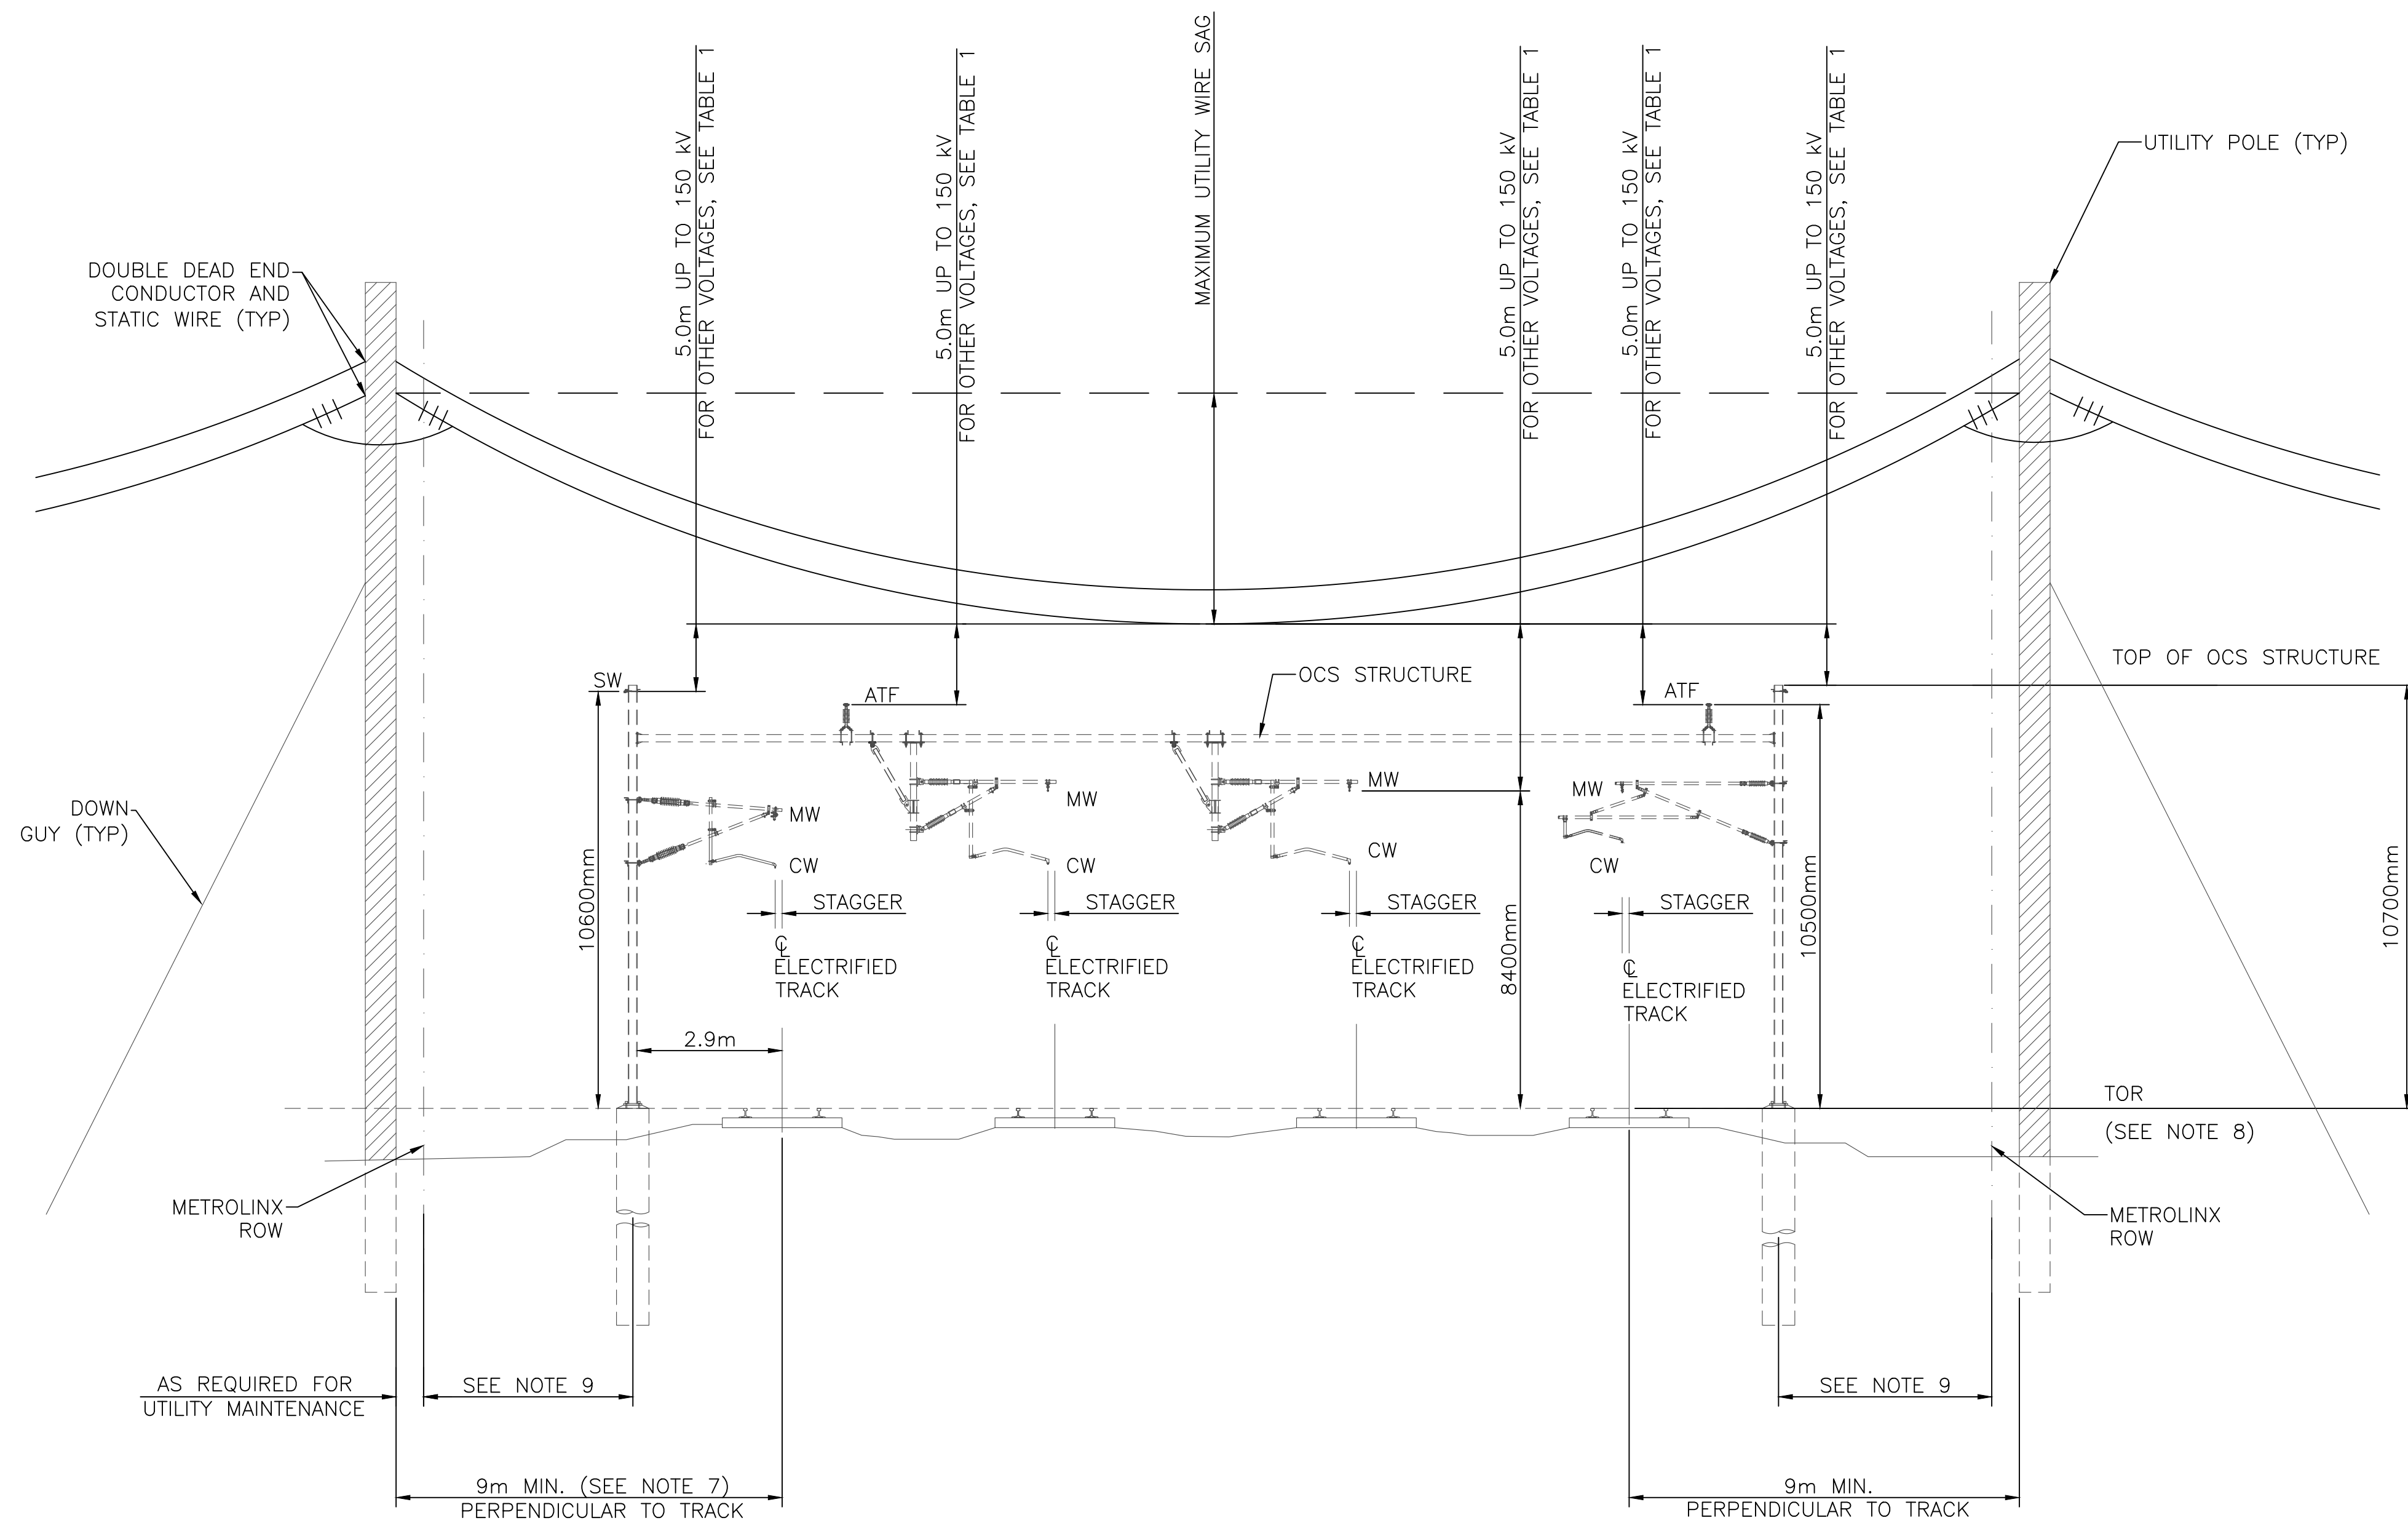 5.0m UP TO 150 kV
FOR OTHER VOLTAGES, SEE TABLE 1
5.0m UP TO 150 kV
FOR OTHER VOLTAGES, SEE TABLE 1
MAXIMUM UTILITY WIRE SAG
5.0m UP TO 150 kV
FOR OTHER VOLTAGES, SEE TABLE 1
5.0m UP TO 150 kV
FOR OTHER VOLTAGES, SEE TABLE 1
5.0m UP TO 150 kV
FOR OTHER VOLTAGES, SEE TABLE 1
UTILITY POLE (TYP)
DOUBLE DEAD END
CONDUCTOR AND
STATIC WIRE (TYP)
TOP OF OCS STRUCTURE
SW
ATF
OCS STRUCTURE
ATF
DOWN
GUY (TYP)
MW
MW
MW
MW
CW
CW
CW
CW
10600mm
STAGGER
STAGGER
STAGGER
STAGGER
8400mm
10500mm
10700mm
℄
ELECTRIFIED
TRACK
℄
ELECTRIFIED
TRACK
℄
ELECTRIFIED
TRACK
℄
ELECTRIFIED
TRACK
2.9m
TOR
(SEE NOTE 8)
METROLINX
ROW
METROLINX
ROW
AS REQUIRED FOR
UTILITY MAINTENANCE
SEE NOTE 9
SEE NOTE 9
9m MIN. (SEE NOTE 7)
PERPENDICULAR TO TRACK
9m MIN.
PERPENDICULAR TO TRACK